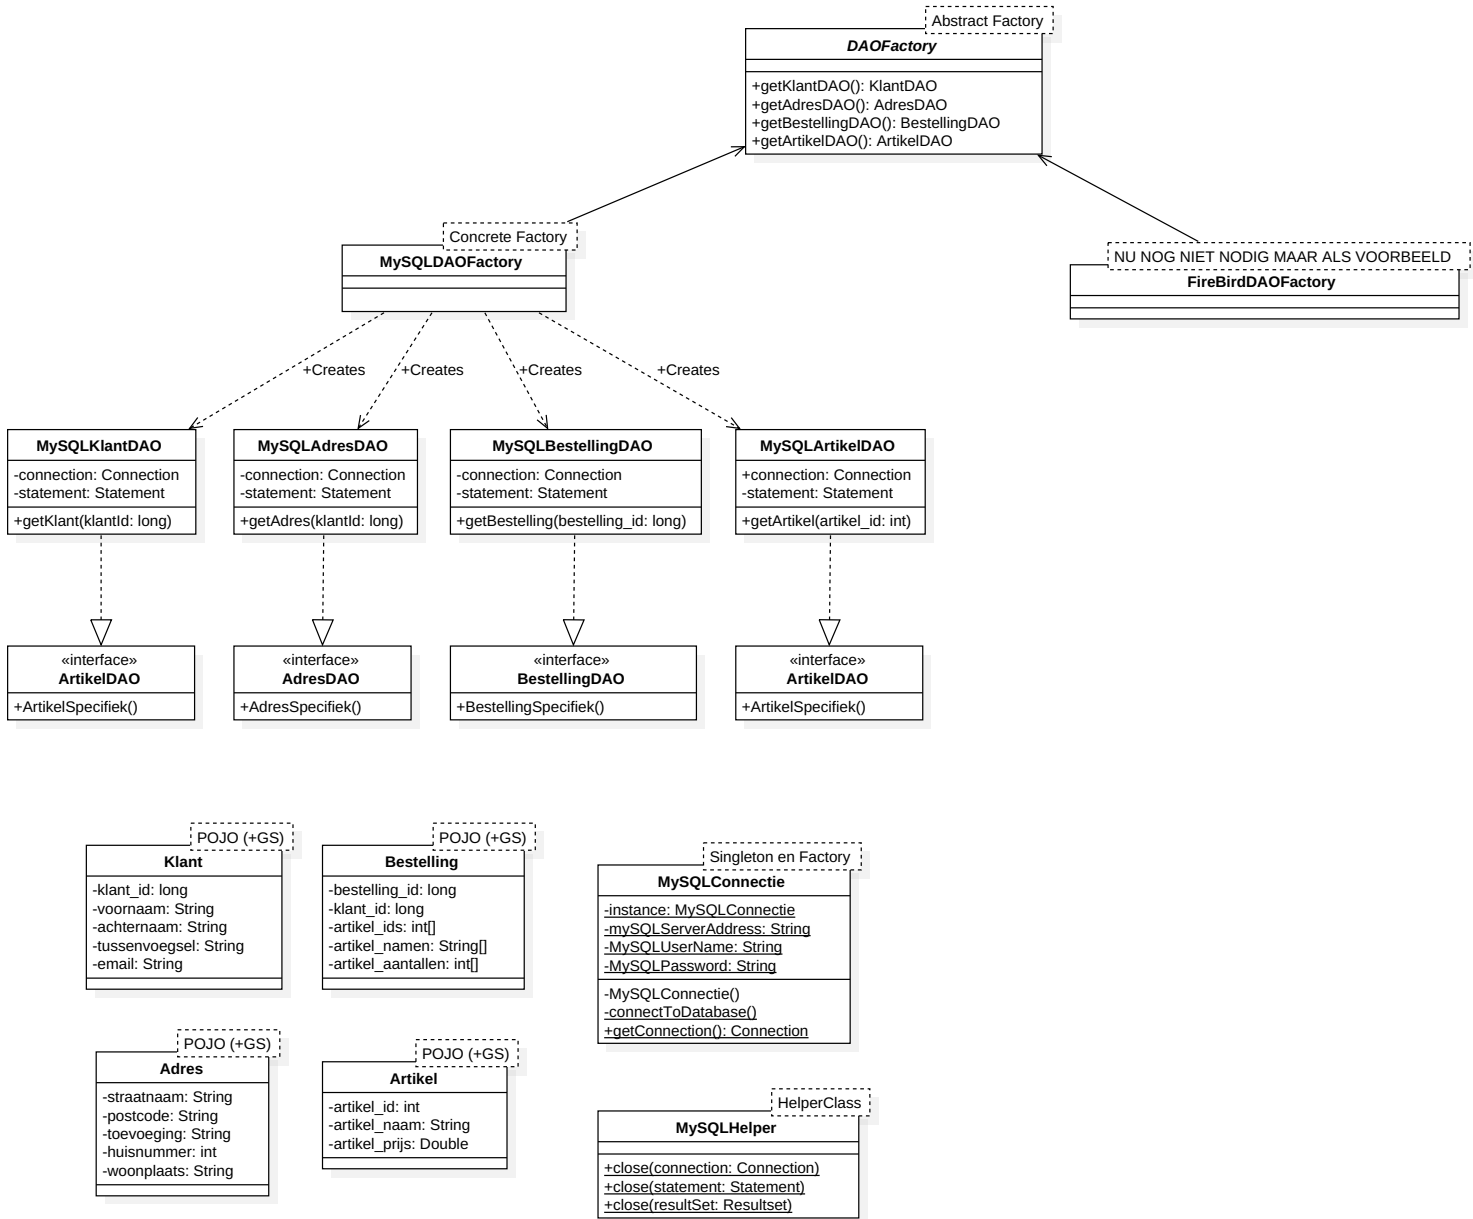 Abstract Factory
DAOFactory
+getKlantDAO(): KlantDAO
+getAdresDAO(): AdresDAO
+getBestellingDAO(): BestellingDAO
+getArtikelDAO(): ArtikelDAO
Concrete Factory
MySQLDAOFactory
NU NOG NIET NODIG MAAR ALS VOORBEELD
FireBirdDAOFactory
+Creates
+Creates
+Creates
+Creates
MySQLKlantDAO
-connection: Connection
-statement: Statement
+getKlant(klantId: long)
MySQLAdresDAO
-connection: Connection
-statement: Statement
+getAdres(klantId: long)
MySQLBestellingDAO
-connection: Connection
-statement: Statement
+getBestelling(bestelling_id: long)
MySQLArtikelDAO
+connection: Connection
-statement: Statement
+getArtikel(artikel_id: int)
«interface»
ArtikelDAO
+ArtikelSpecifiek()
«interface»
AdresDAO
+AdresSpecifiek()
«interface»
BestellingDAO
+BestellingSpecifiek()
«interface»
ArtikelDAO
+ArtikelSpecifiek()
POJO (+GS)
Klant
-klant_id: long
-voornaam: String
-achternaam: String
-tussenvoegsel: String
-email: String
POJO (+GS)
Bestelling
-bestelling_id: long
-klant_id: long
-artikel_ids: int[]
-artikel_namen: String[]
-artikel_aantallen: int[]
Singleton en Factory
MySQLConnectie
-instance: MySQLConnectie
-mySQLServerAddress: String
-MySQLUserName: String
-MySQLPassword: String
-MySQLConnectie()
-connectToDatabase()
+getConnection(): Connection
POJO (+GS)
Adres
-straatnaam: String
-postcode: String
-toevoeging: String
-huisnummer: int
-woonplaats: String
POJO (+GS)
Artikel
-artikel_id: int
-artikel_naam: String
-artikel_prijs: Double
HelperClass
MySQLHelper
+close(connection: Connection)
+close(statement: Statement)
+close(resultSet: Resultset)